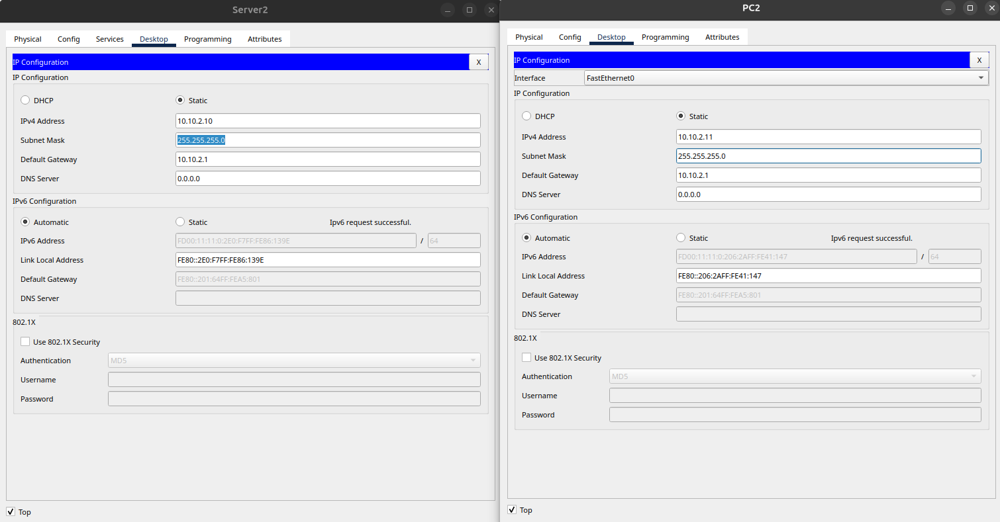 Server2
Physical Config Services Desktop Programming Attributes
IP Configuration X
IP Configuration
DHCP Static
IPv4 Address 10.10.2.10
Subnet Mask 255.255.255.0
Default Gateway 10.10.2.1
DNS Server 0.0.0.0
IPv6 Configuration
Automatic Static Ipv6 request successful.
IPv6 Address FD00:11:11:0:2E0:F7FF:FE86:139E / 64
Link Local Address FE80::2E0:F7FF:FE86:139E
Default Gateway FE80::201:64FF:FEA5:801
DNS Server
802.1X
Use 802.1X Security
Authentication MD5
Username
Password
Top
PC2
Physical Config Desktop Programming Attributes
IP Configuration X
Interface FastEthernet0
IP Configuration
DHCP Static
IPv4 Address 10.10.2.11
Subnet Mask 255.255.255.0
Default Gateway 10.10.2.1
DNS Server 0.0.0.0
IPv6 Configuration
Automatic Static Ipv6 request successful.
IPv6 Address FD00:11:11:0:206:2AFF:FE41:147 / 64
Link Local Address FE80::206:2AFF:FE41:147
Default Gateway FE80::201:64FF:FEA5:801
DNS Server
802.1X
Use 802.1X Security
Authentication MD5
Username
Password
Top